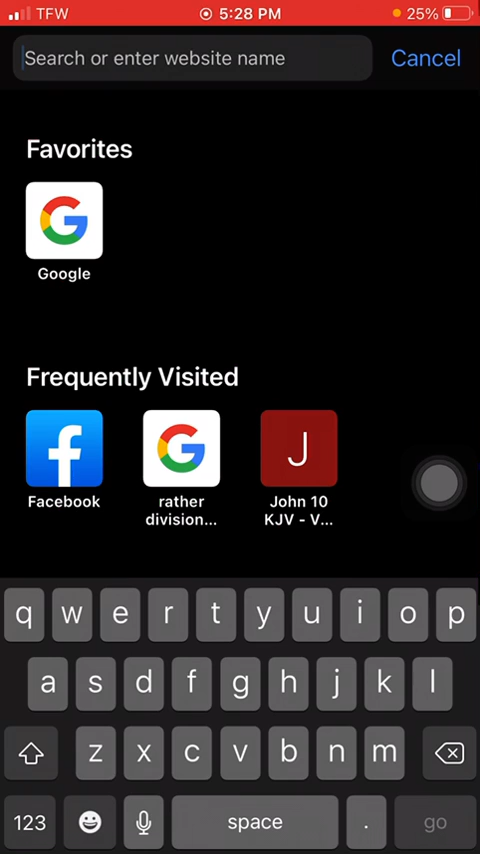 TFW 5:28 PM 25%
Search or enter website name Cancel
Favorites
Google
Frequently Visited
J
Facebook rather division... John 10 KJV - V...
q w e r t y u i o p
a s d f g h j k l
z x c v b n m
123 space . go